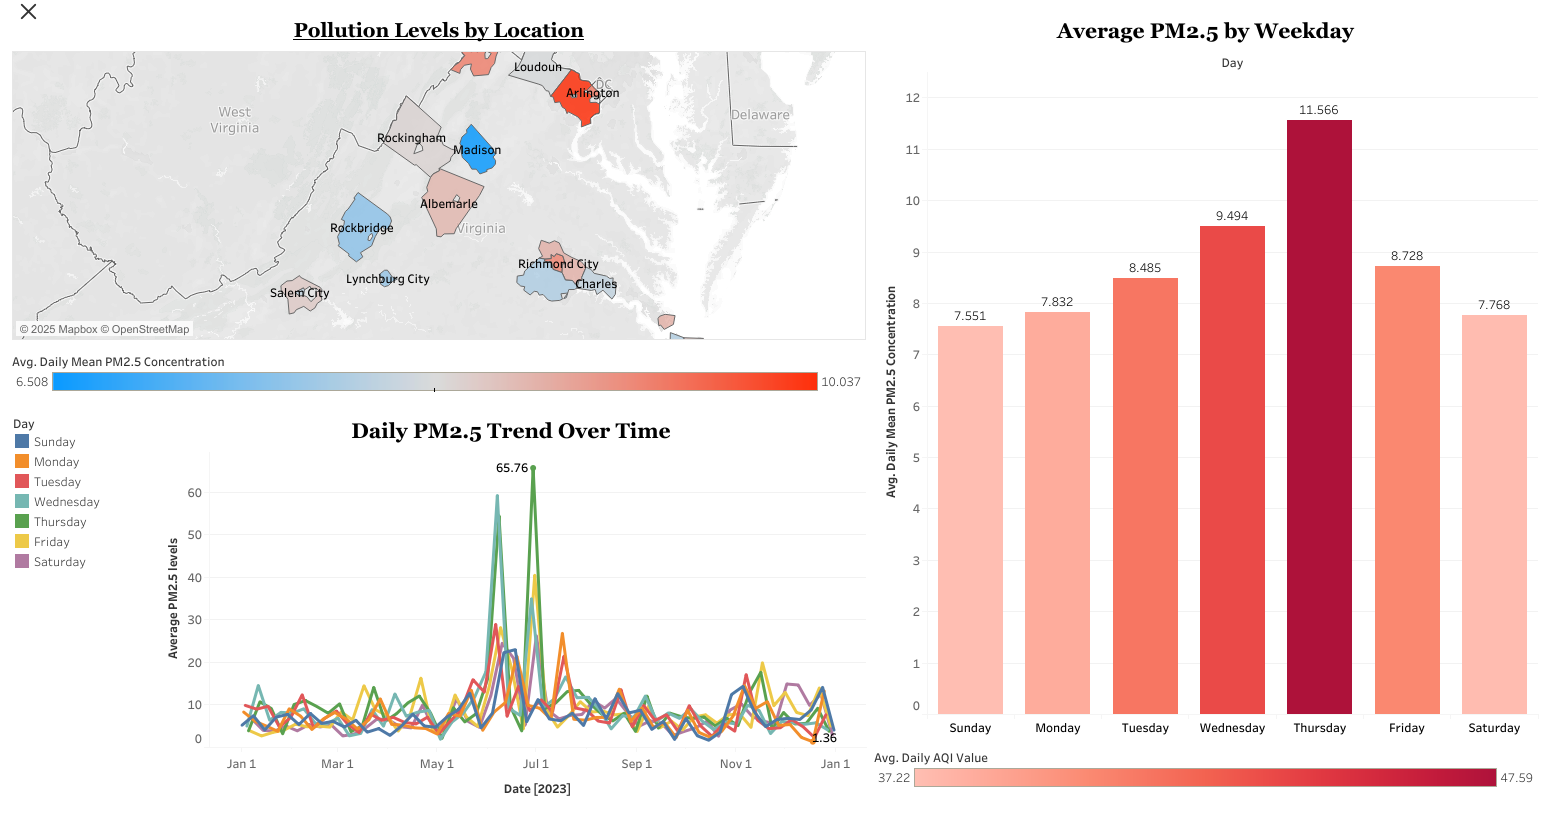 Pollution Levels by Location
Loudoun
DC
Arlington
West
Virginia
Delaware
Rockingham
Madison
Albemarle
Virginia
Rockbridge
Richmond City
Lynchburg City
Charles
Salem City
© 2025 Mapbox © OpenStreetMap
Avg. Daily Mean PM2.5 Concentration
6.508
10.037
Day
Sunday
Monday
Tuesday
Wednesday
Thursday
Friday
Saturday
Daily PM2.5 Trend Over Time
Average PM2.5 levels
60
50
40
30
20
10
0
65.76
1.36
Jan 1
Mar 1
May 1
Jul 1
Sep 1
Nov 1
Jan 1
Date [2023]
Average PM2.5 by Weekday
Day
Avg. Daily Mean PM2.5 Concentration
12
11
10
9
8
7
6
5
4
3
2
1
0
7.551
7.832
8.485
9.494
11.566
8.728
7.768
Sunday
Monday
Tuesday
Wednesday
Thursday
Friday
Saturday
Avg. Daily AQI Value
37.22
47.59